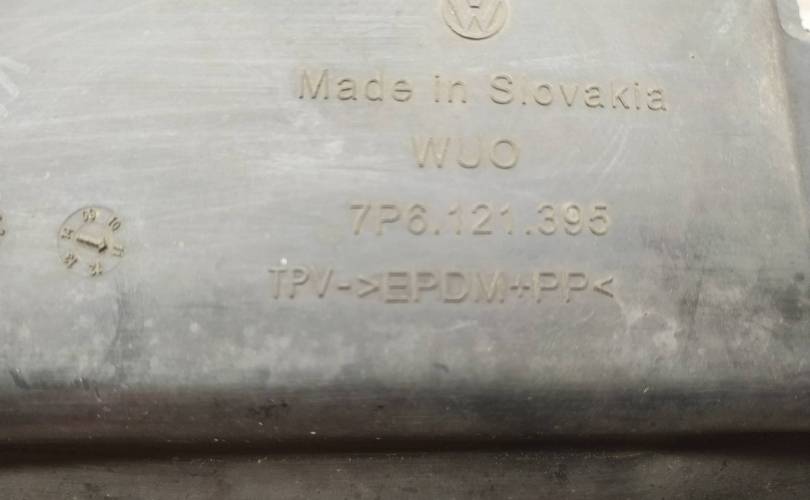 Made in Slovakia
WUO
7P6.121.395
TPV->EPDM+PP<